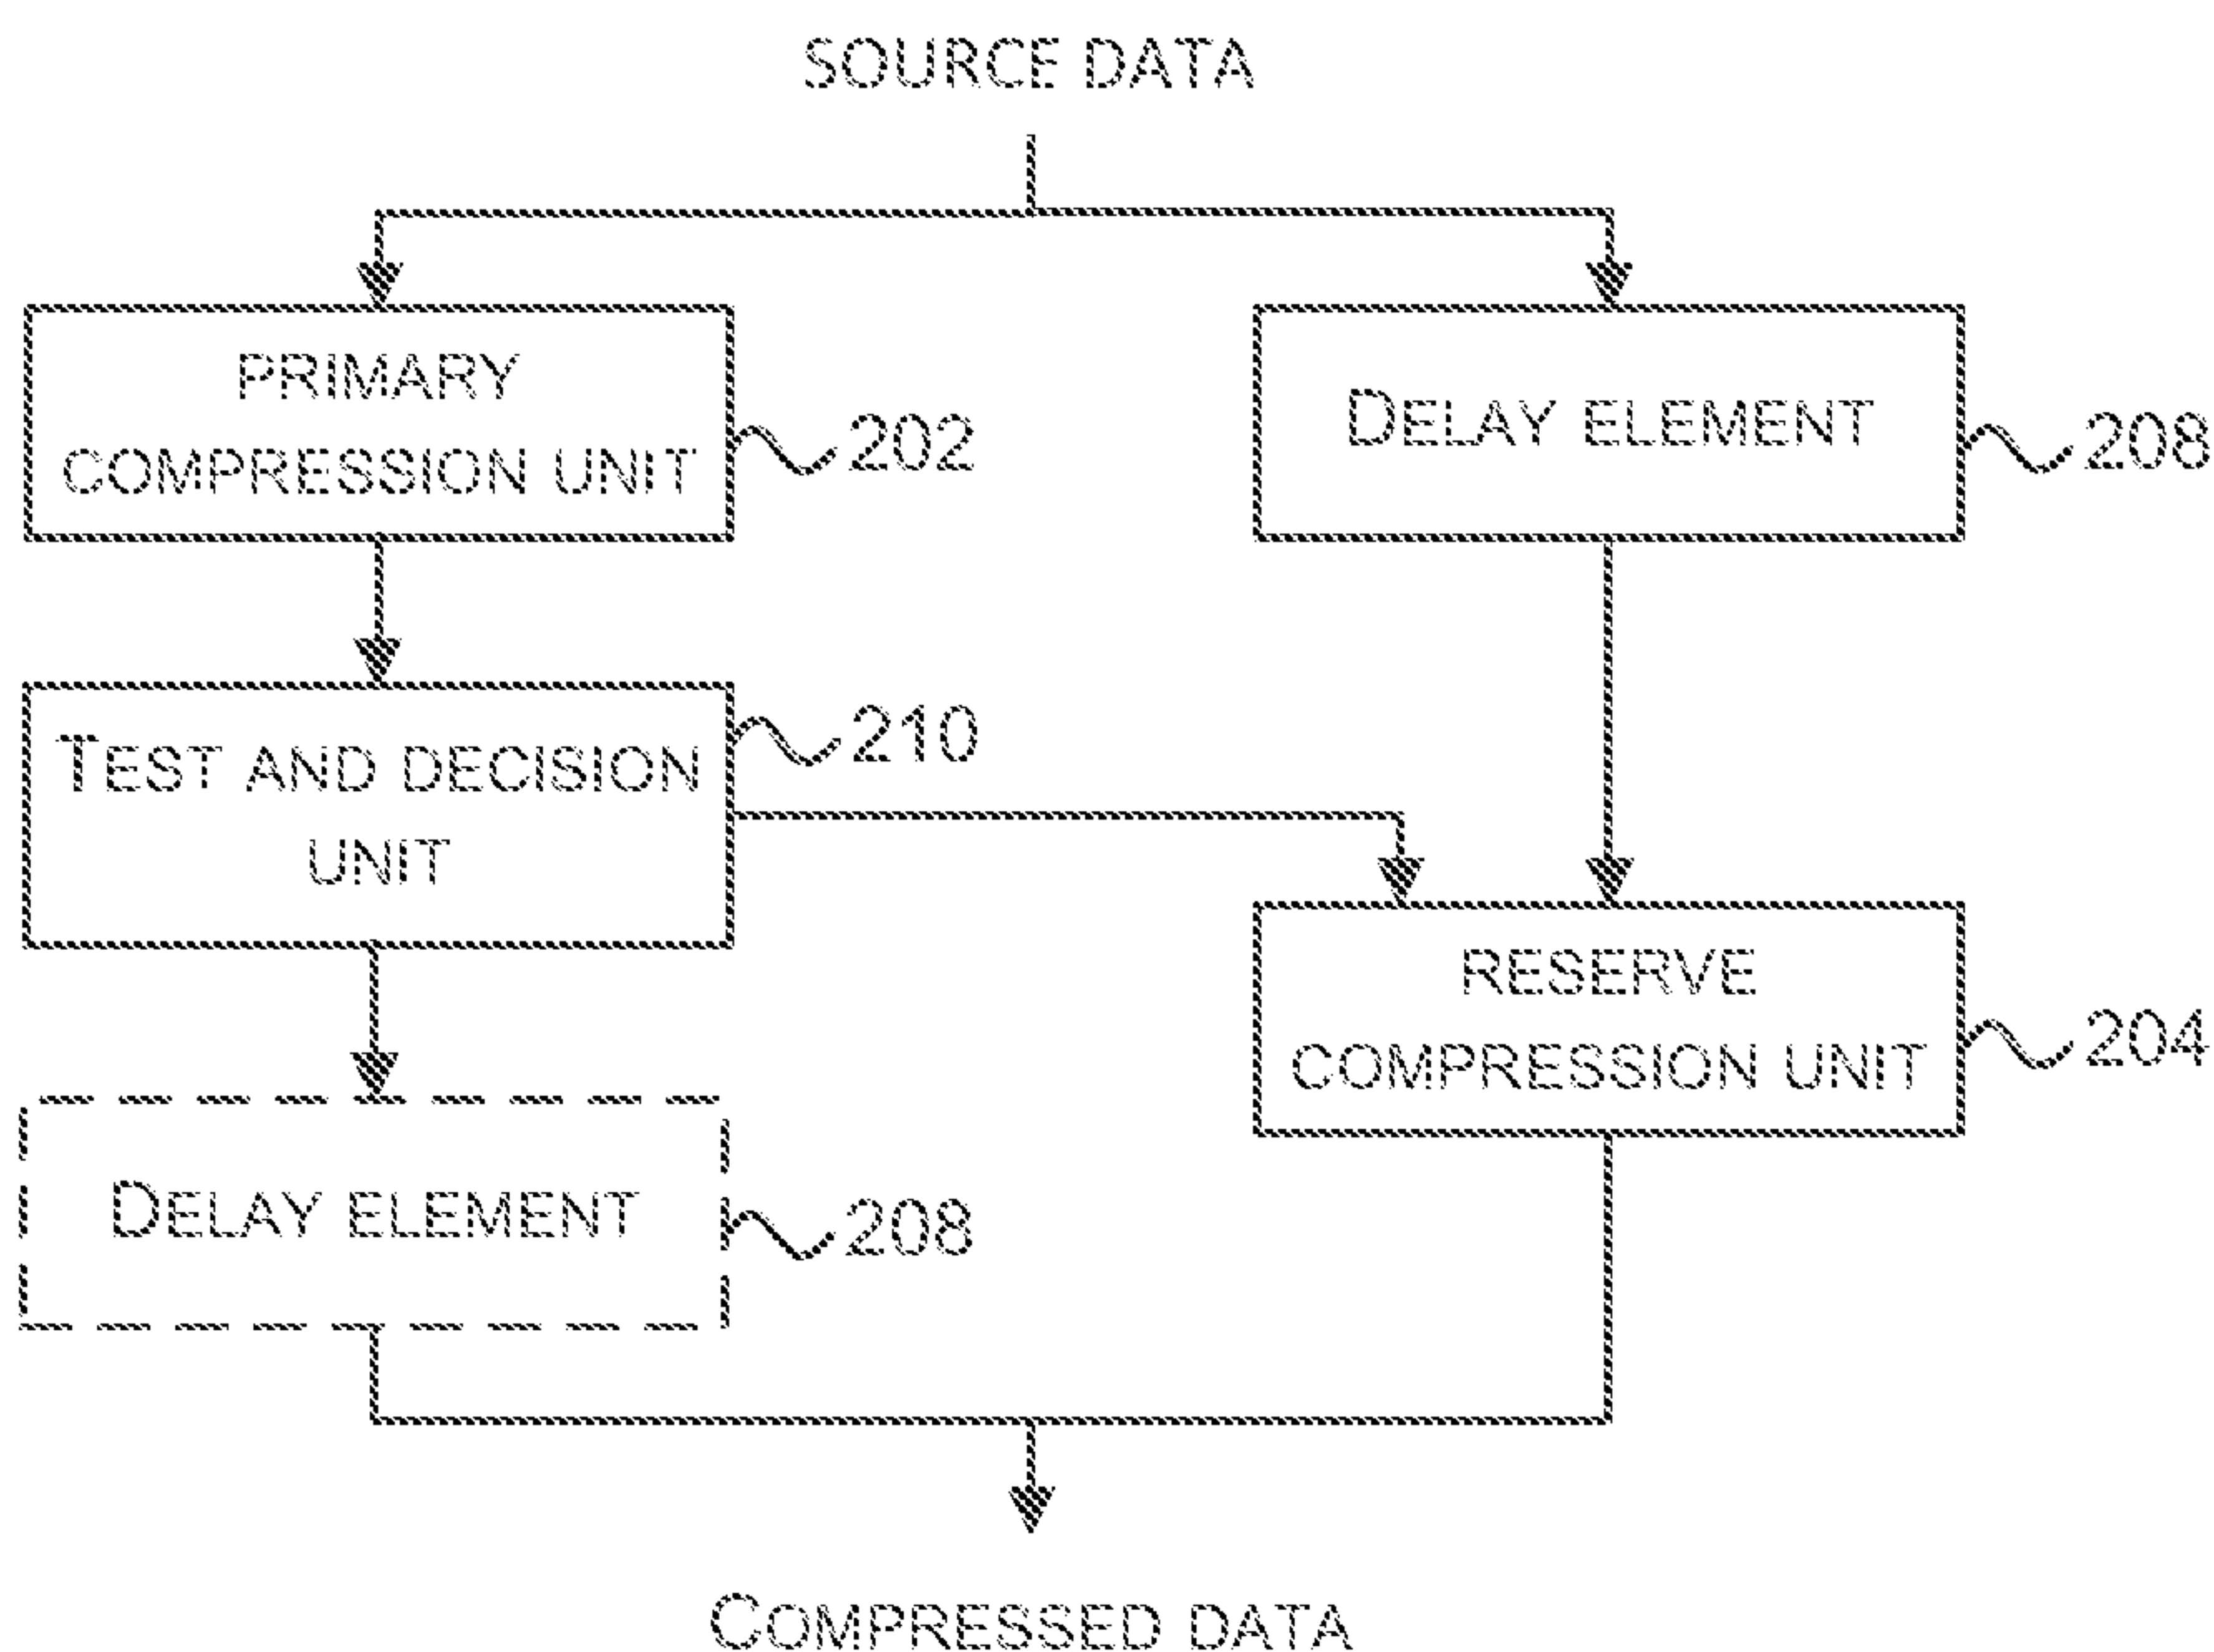 SOURCE DATA
PRIMARY
COMPRESSION UNIT
202
DELAY ELEMENT
208
TEST AND DECISION
UNIT
210
RESERVE
COMPRESSION UNIT
204
DELAY ELEMENT
208
COMPRESSED DATA